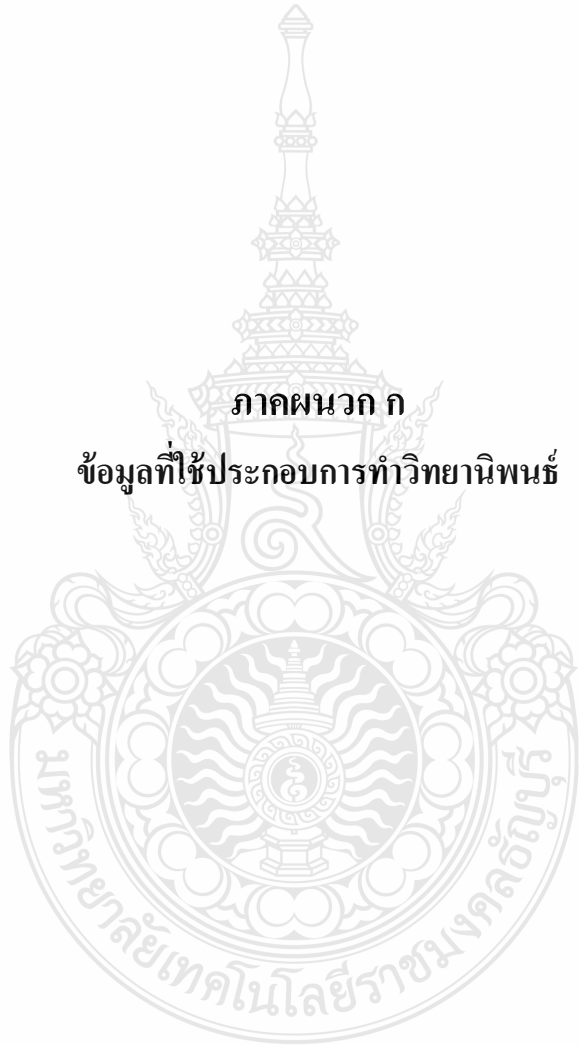 ภาคผนวก ก
ข้อมูลที่ใช้ประกอบการทำวิทยานิพนธ์
มหาวิทยาลัยเทคโนโลยีราชมงคลธัญบุรี